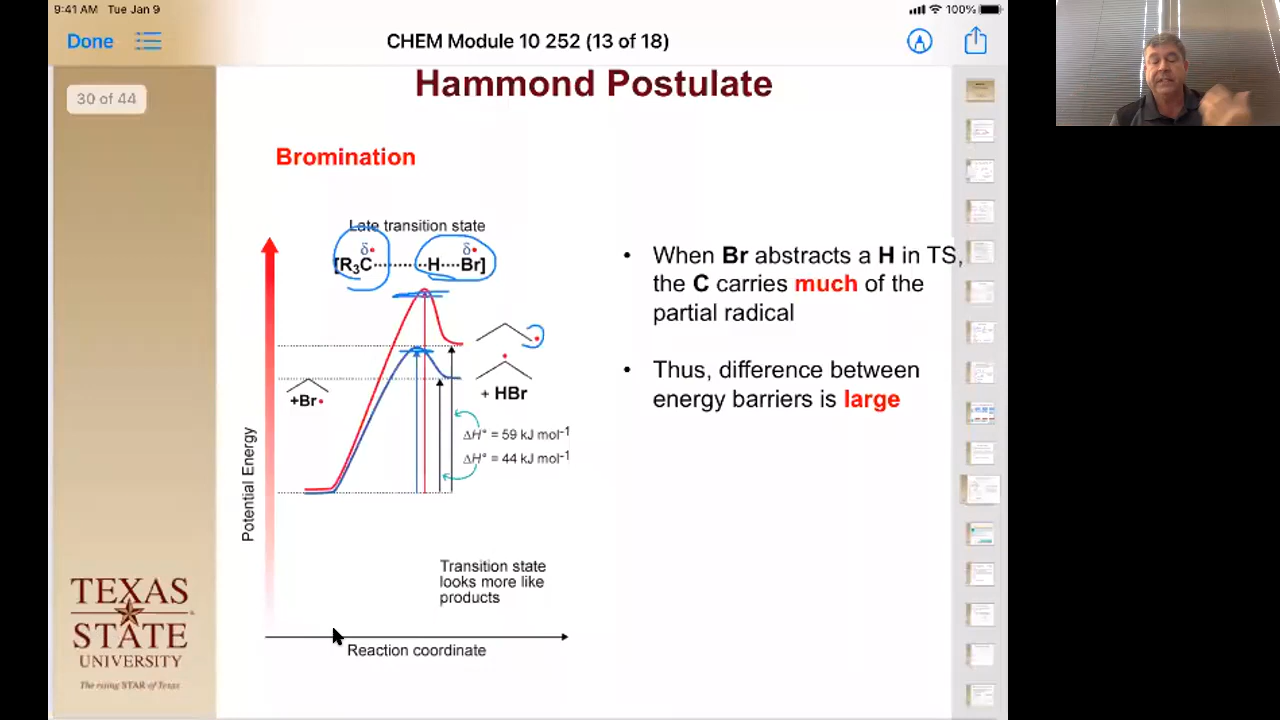 9:41 AM Tue Jan 9
100%
Done
CHEM Module 10 252 (13 of 18)
30 of 44
Hammond Postulate
Bromination
Late transition state
δ• δ•
[R₃C··········H····Br]
+Br•
+ HBr
ΔH° = 59 kJ mol⁻¹
ΔH° = 44 kJ mol⁻¹
Potential Energy
Transition state
looks more like
products
Reaction coordinate
• When Br abstracts a H in TS,
the C carries much of the
partial radical
• Thus, difference between
energy barriers is large
TEXAS
STATE
UNIVERSITY
The rising STAR of Texas